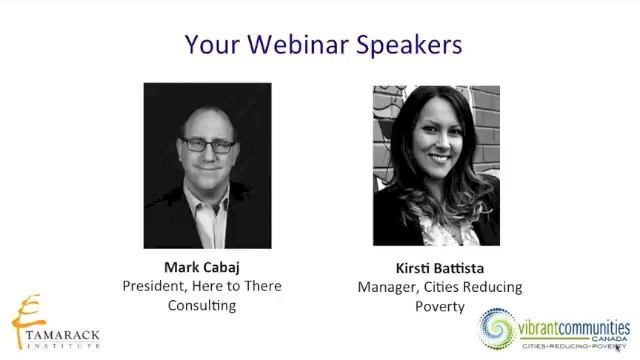 Your Webinar Speakers
Mark Cabaj
President, Here to There
Consulting
Kirsti Battista
Manager, Cities Reducing
Poverty
TAMARACK
INSTITUTE
vibrantcommunities
CANADA
CITIES•REDUCING•POVERTY